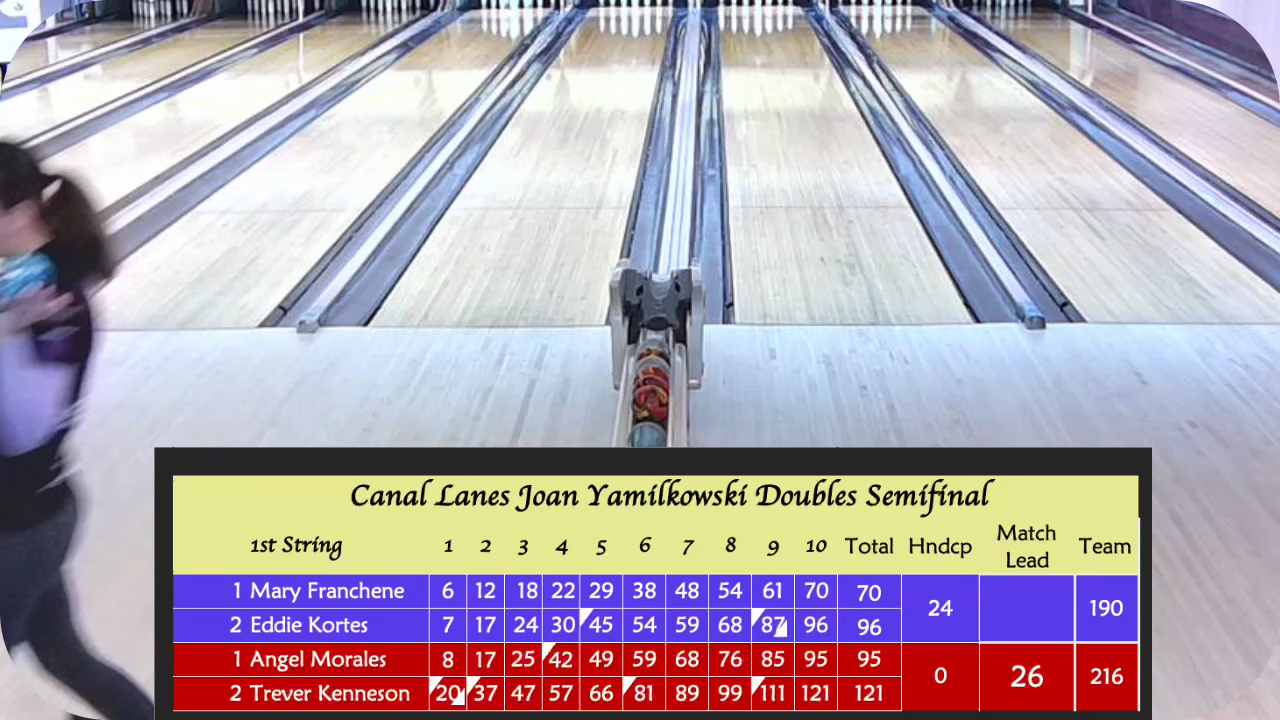 Canal Lanes Joan Yamilkowski Doubles Semifinal
1st String 1 2 3 4 5 6 7 8 9 10 Total Hndcp Match Lead Team
1 Mary Franchene 6 12 18 22 29 38 48 54 61 70 70 24 190
2 Eddie Kortes 7 17 24 30 45 54 59 68 87 96 96
1 Angel Morales 8 17 25 42 49 59 68 76 85 95 95 0 26 216
2 Trever Kenneson 20 37 47 57 66 81 89 99 111 121 121